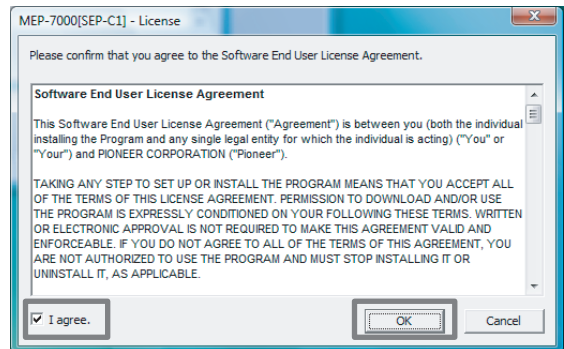 MEP-7000[SEP-C1] - License
Please confirm that you agree to the Software End User License Agreement.
Software End User License Agreement
This Software End User License Agreement ("Agreement") is between you (both the individual
installing the Program and any single legal entity for which the individual is acting) ("You" or
"Your") and PIONEER CORPORATION ("Pioneer").
TAKING ANY STEP TO SET UP OR INSTALL THE PROGRAM MEANS THAT YOU ACCEPT ALL
OF THE TERMS OF THIS LICENSE AGREEMENT. PERMISSION TO DOWNLOAD AND/OR USE
THE PROGRAM IS EXPRESSLY CONDITIONED ON YOUR FOLLOWING THESE TERMS. WRITTEN
OR ELECTRONIC APPROVAL IS NOT REQUIRED TO MAKE THIS AGREEMENT VALID AND
ENFORCEABLE. IF YOU DO NOT AGREE TO ALL OF THE TERMS OF THIS AGREEMENT, YOU
ARE NOT AUTHORIZED TO USE THE PROGRAM AND MUST STOP INSTALLING IT OR
UNINSTALL IT, AS APPLICABLE.
I agree.
OK
Cancel